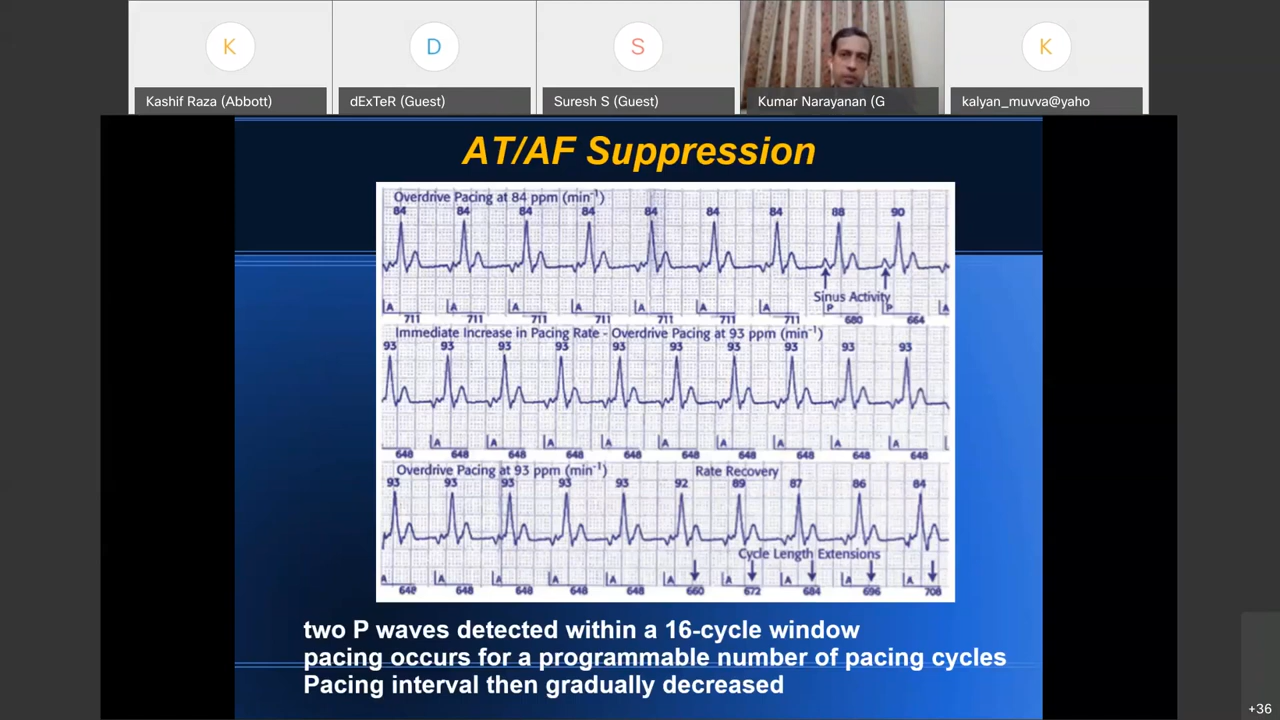 K
D
S
K
Kashif Raza (Abbott)
dExTeR (Guest)
Suresh S (Guest)
Kumar Narayanan (G
kalyan_muvva@yaho
AT/AF Suppression
Overdrive Pacing at 84 ppm (min⁻¹)
84 84 84 84 84 84 84 88 90
Sinus Activity
A A A A A A A P P A
711 711 711 711 711 711 711 680 664
Immediate Increase in Pacing Rate - Overdrive Pacing at 93 ppm (min⁻¹)
93 93 93 93 93 93 93 93 93 93
A A A A A A A A A
648 648 648 648 648 648 648 648 648 648
Overdrive Pacing at 93 ppm (min⁻¹) Rate Recovery
93 93 93 93 93 92 89 87 86 84
Cycle Length Extensions
A A A A A A A A A A
648 648 648 648 648 660 672 684 696 708
two P waves detected within a 16-cycle window
pacing occurs for a programmable number of pacing cycles
Pacing interval then gradually decreased
+36